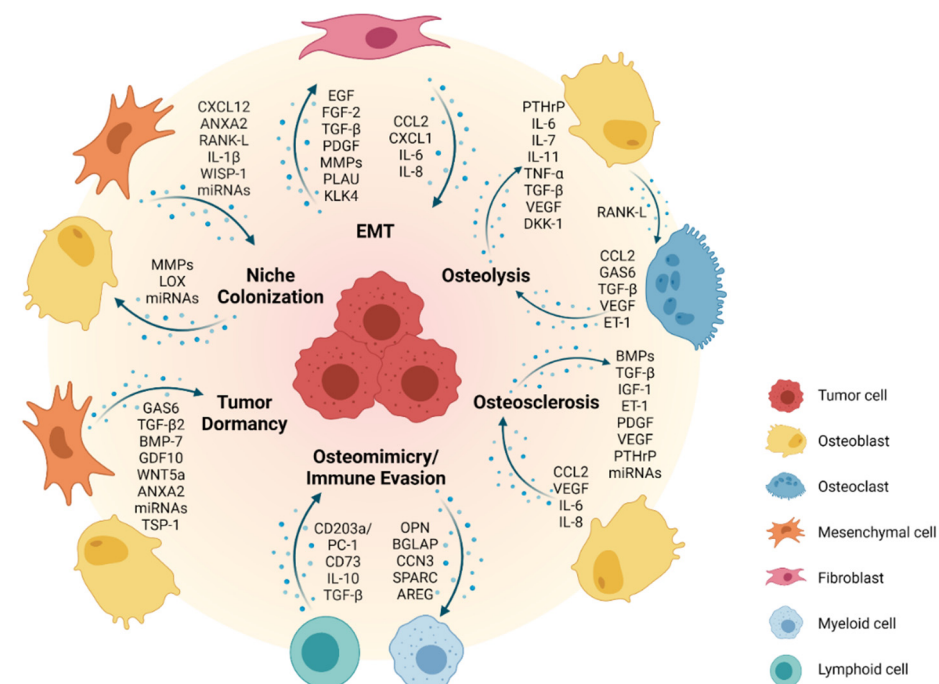 EGF
FGF-2
TGF-β
PDGF
MMPs
PLAU
KLK4
CCL2
CXCL1
IL-6
IL-8
EMT
CXCL12
ANXA2
RANK-L
IL-1β
WISP-1
miRNAs
Niche
Colonization
MMPs
LOX
miRNAs
PTHrP
IL-6
IL-7
IL-11
TNF-α
TGF-β
VEGF
DKK-1
RANK-L
Osteolysis
CCL2
GAS6
TGF-β
VEGF
ET-1
Tumor
Dormancy
GAS6
TGF-β2
BMP-7
GDF10
WNT5a
ANXA2
miRNAs
TSP-1
Osteosclerosis
BMPs
TGF-β
IGF-1
ET-1
PDGF
VEGF
PTHrP
miRNAs
CCL2
VEGF
IL-6
IL-8
Osteomimicry/
Immune Evasion
CD203a/
PC-1
CD73
IL-10
TGF-β
OPN
BGLAP
CCN3
SPARC
AREG
Tumor cell
Osteoblast
Osteoclast
Mesenchymal cell
Fibroblast
Myeloid cell
Lymphoid cell